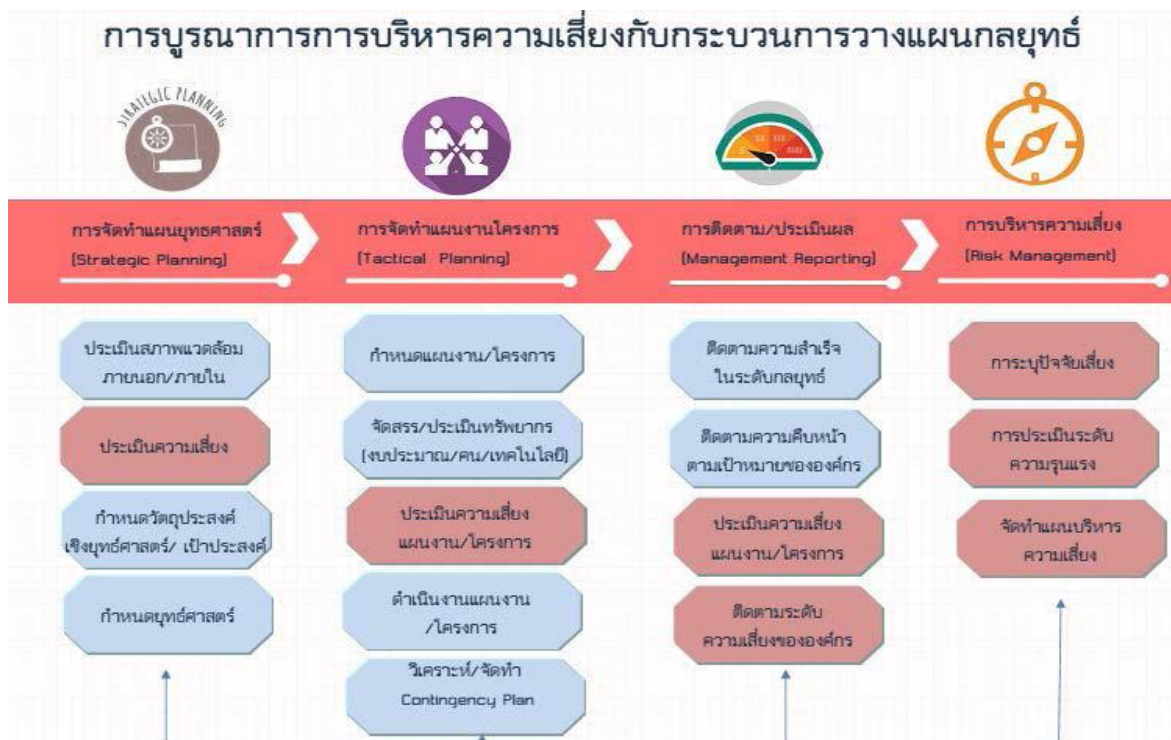 การบูรณาการการบริหารความเสี่ยงกับกระบวนการวางแผนกลยุทธ์
STRATEGIC PLANNING
การจัดทำแผนยุทธศาสตร์
(Strategic Planning)
การจัดทำแผนงานโครงการ
(Tactical Planning)
การติดตาม/ประเมินผล
(Management Reporting)
การบริหารความเสี่ยง
(Risk Management)
ประเมินสภาพแวดล้อม
ภายนอก/ภายใน
ประเมินความเสี่ยง
กำหนดวัตถุประสงค์
เชิงยุทธศาสตร์/ เป้าประสงค์
กำหนดยุทธ์ศาสตร์
กำหนดแผนงาน/โครงการ
จัดสรร/ประเมินทรัพยากร
(งบประมาณ/คน/เทคโนโลยี)
ประเมินความเสี่ยง
แผนงาน/โครงการ
ดำเนินงานแผนงาน
/โครงการ
วิเคราะห์/จัดทำ
Contingency Plan
ติดตามความสำเร็จ
ในระดับกลยุทธ์
ติดตามความคืบหน้า
ตามเป้าหมายขององค์กร
ประเมินความเสี่ยง
แผนงาน/โครงการ
ติดตามระดับ
ความเสี่ยงขององค์กร
การระบุปัจจัยเสี่ยง
การประเมินระดับ
ความรุนแรง
จัดทำแผนบริหาร
ความเสี่ยง